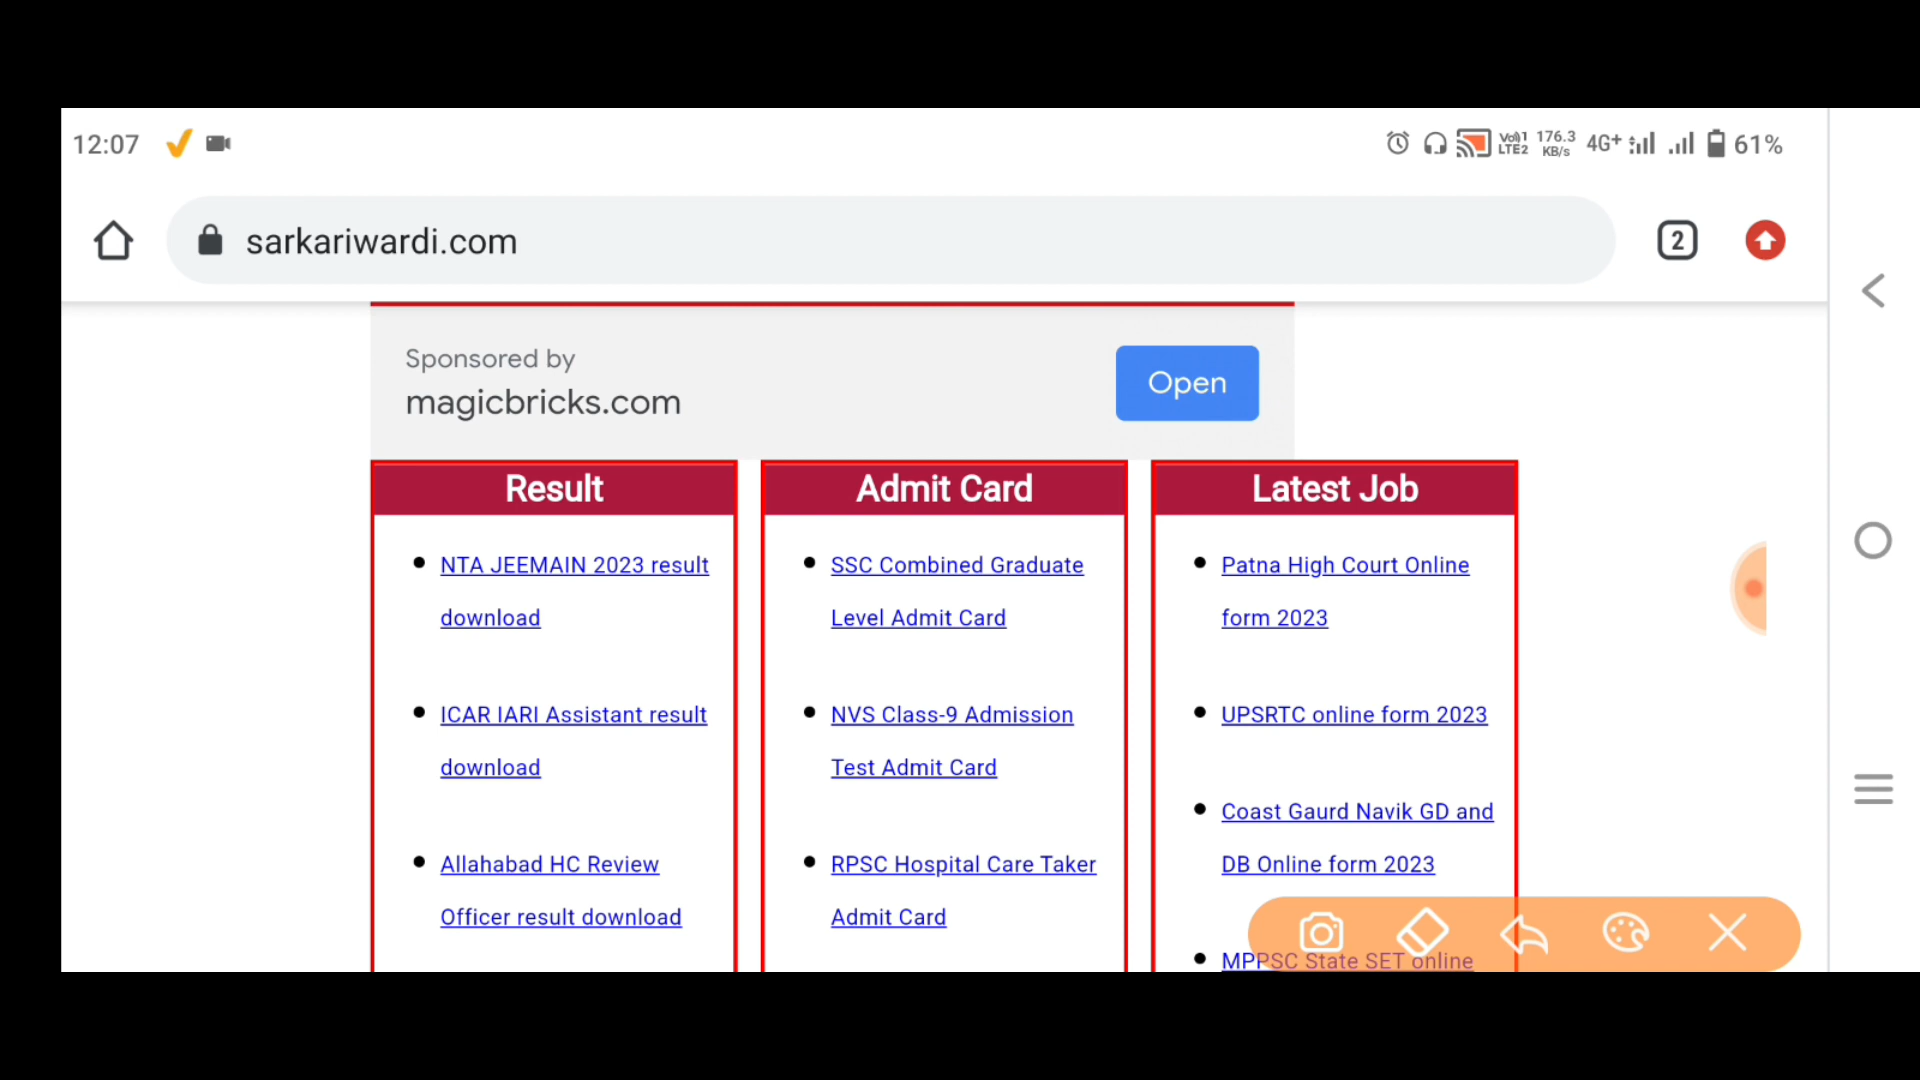 12:07
Vo))1 LTE2 176.3 KB/s 4G+ 61%
sarkariwardi.com
2
Sponsored by
magicbricks.com
Open
Result
NTA JEEMAIN 2023 result
download
ICAR IARI Assistant result
download
Allahabad HC Review
Officer result download
Admit Card
SSC Combined Graduate
Level Admit Card
NVS Class-9 Admission
Test Admit Card
RPSC Hospital Care Taker
Admit Card
Latest Job
Patna High Court Online
form 2023
UPSRTC online form 2023
Coast Gaurd Navik GD and
DB Online form 2023
MPPSC State SET online